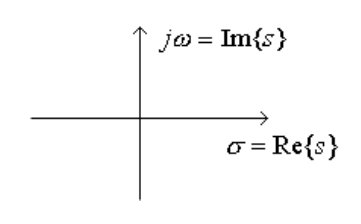 jω = Im{s}
σ = Re{s}